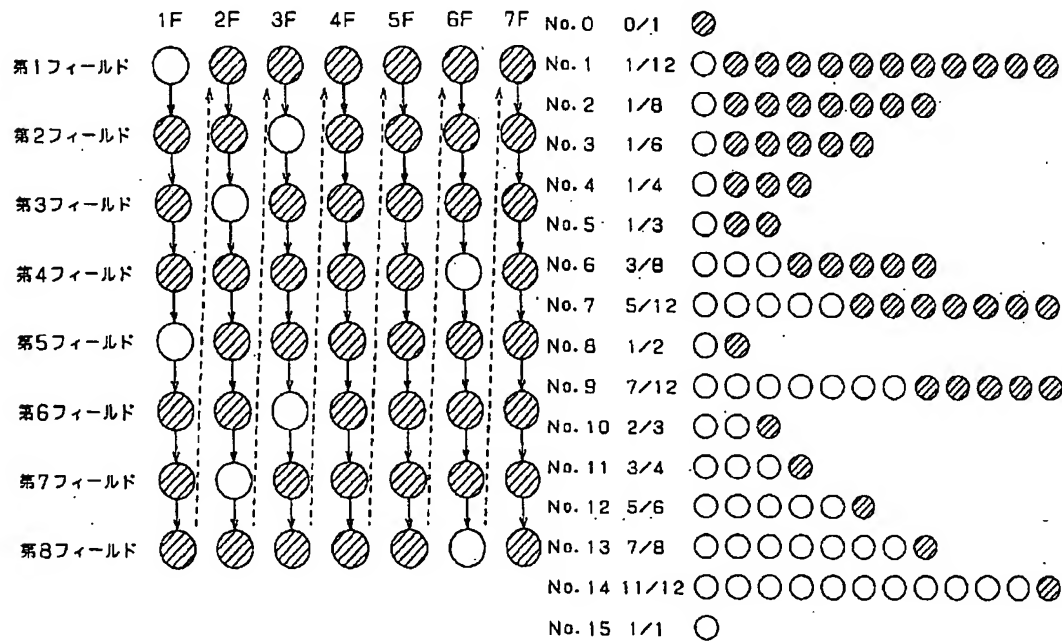 1F 2F 3F 4F 5F 6F 7F
第1フィールド
第2フィールド
第3フィールド
第4フィールド
第5フィールド
第6フィールド
第7フィールド
第8フィールド
No.0 0/1
No.1 1/12
No.2 1/8
No.3 1/6
No.4 1/4
No.5 1/3
No.6 3/8
No.7 5/12
No.8 1/2
No.9 7/12
No.10 2/3
No.11 3/4
No.12 5/6
No.13 7/8
No.14 11/12
No.15 1/1